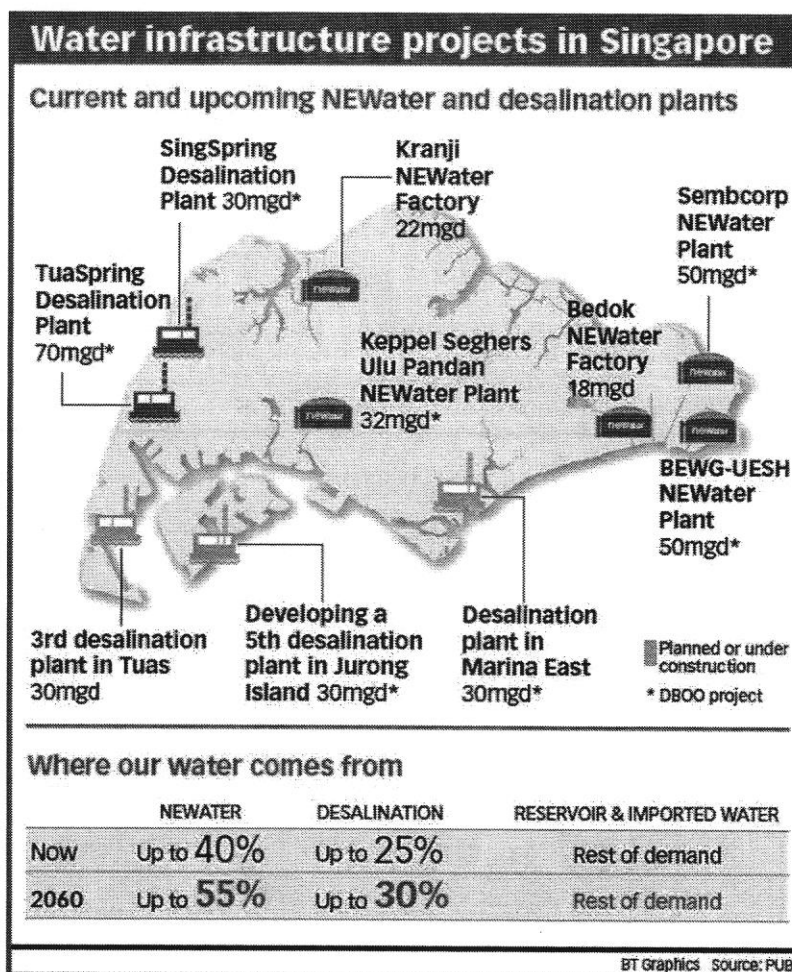 Water infrastructure projects in Singapore
Current and upcoming NEWater and desalination plants
SingSpring
Desalination
Plant 30mgd*
Kranji
NEWater
Factory
22mgd
Sembcorp
NEWater
Plant
50mgd*
TuaSpring
Desalination
Plant
70mgd*
Keppel Seghers
Ulu Pandan
NEWater Plant
32mgd*
Bedok
NEWater
Factory
18mgd
BEWG-UESH
NEWater
Plant
50mgd*
3rd desalination
plant in Tuas
30mgd
Developing a
5th desalination
plant in Jurong
Island 30mgd*
Desalination
plant in
Marina East
30mgd*
Planned or under
construction
* DBOO project
Where our water comes from
NEWATER DESALINATION RESERVOIR & IMPORTED WATER
NOW Up to 40% Up to 25% Rest of demand
2060 Up to 55% Up to 30% Rest of demand
BT Graphics Source: PUB